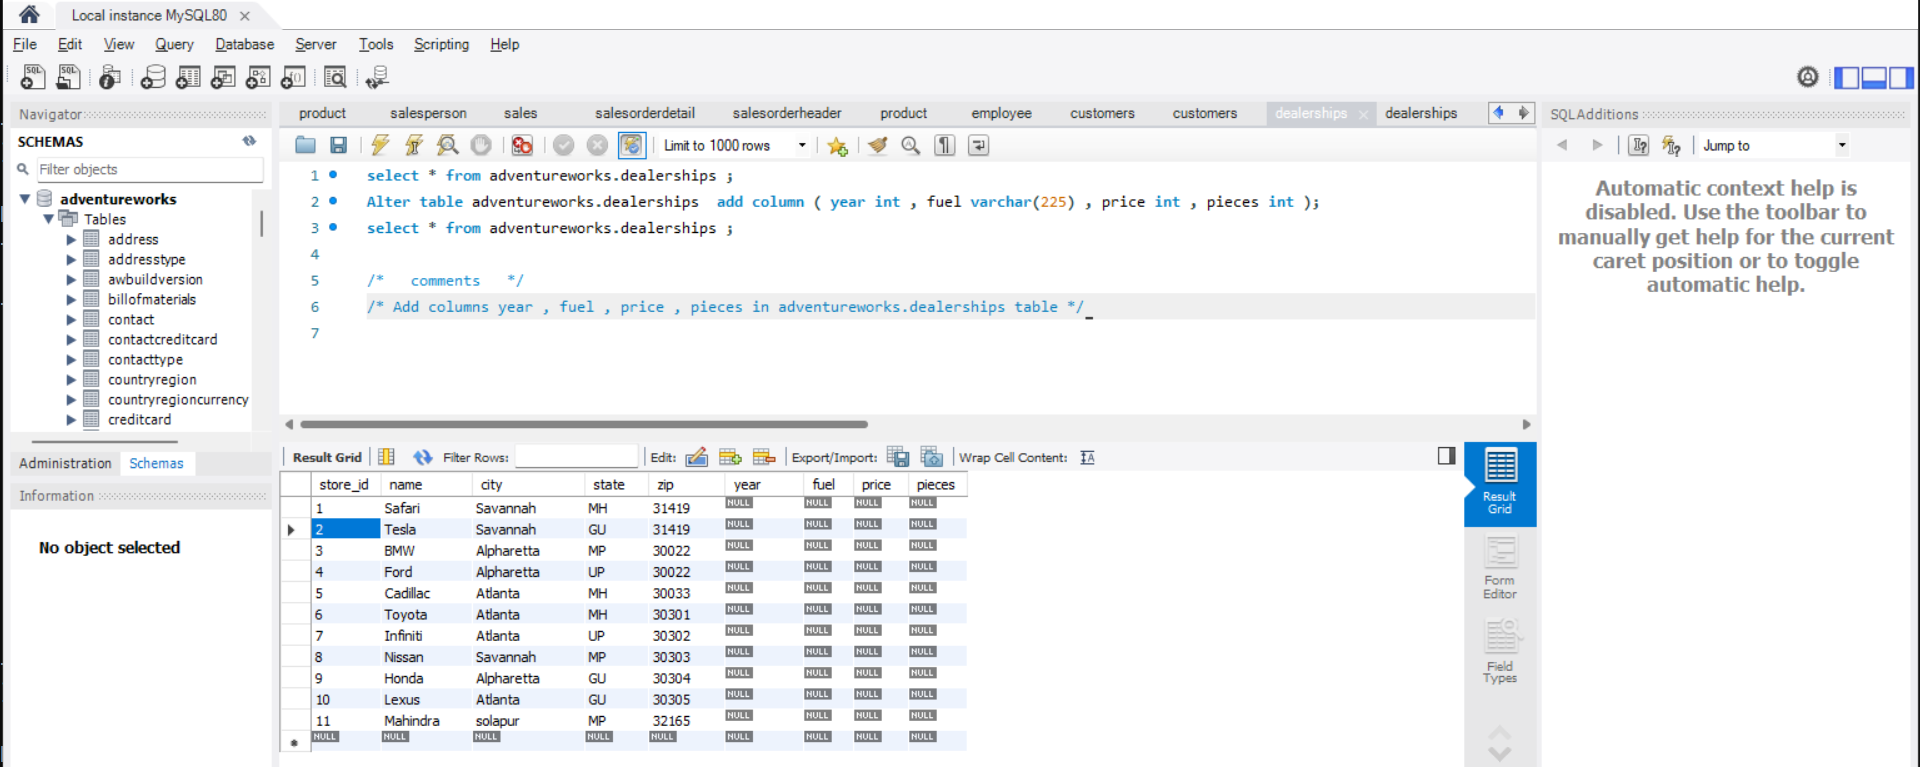 Local instance MySQL80
File Edit View Query Database Server Tools Scripting Help
Navigator
SCHEMAS
Filter objects
adventureworks
Tables
address
addresstype
awbuildversion
billofmaterials
contact
contactcreditcard
contacttype
countryregion
countryregioncurrency
creditcard
Administration Schemas
Information
No object selected
product salesperson sales salesorderdetail salesorderheader product employee customers customers dealerships dealerships
Limit to 1000 rows
1 select * from adventureworks.dealerships ;
2 Alter table adventureworks.dealerships add column ( year int , fuel varchar(225) , price int , pieces int );
3 select * from adventureworks.dealerships ;
4
5 /* comments */
6 /* Add columns year , fuel , price , pieces in adventureworks.dealerships table */
7
Result Grid Filter Rows: Edit: Export/Import: Wrap Cell Content:
store_id name city state zip year fuel price pieces
1 Safari Savannah MH 31419 NULL NULL NULL NULL
2 Tesla Savannah GU 31419 NULL NULL NULL NULL
3 BMW Alpharetta MP 30022 NULL NULL NULL NULL
4 Ford Alpharetta UP 30022 NULL NULL NULL NULL
5 Cadillac Atlanta MH 30033 NULL NULL NULL NULL
6 Toyota Atlanta MH 30301 NULL NULL NULL NULL
7 Infiniti Atlanta UP 30302 NULL NULL NULL NULL
8 Nissan Savannah MP 30303 NULL NULL NULL NULL
9 Honda Alpharetta GU 30304 NULL NULL NULL NULL
10 Lexus Atlanta GU 30305 NULL NULL NULL NULL
11 Mahindra solapur MP 32165 NULL NULL NULL NULL
NULL NULL NULL NULL NULL NULL NULL NULL NULL
Result
Grid
Form
Editor
Field
Types
SQLAdditions
Jump to
Automatic context help is
disabled. Use the toolbar to
manually get help for the current
caret position or to toggle
automatic help.